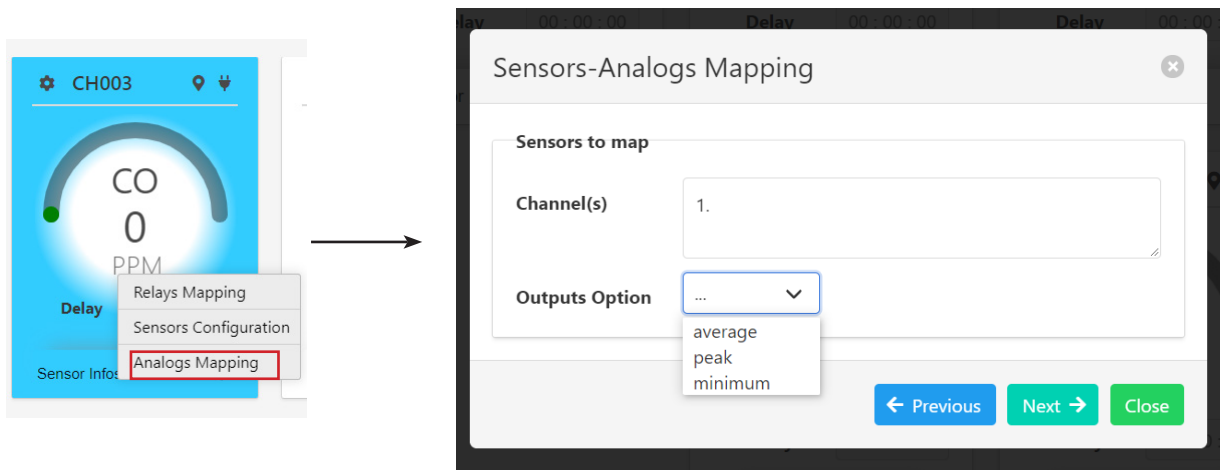 CH003
CO
0
PPM
Delay
Relays Mapping
Sensors Configuration
Analogs Mapping
Sensor Infos
Delay 00 : 00 : 00 Delay 00 : 00 : 00
Sensors-Analogs Mapping
Sensors to map
Channel(s)
1.
Outputs Option
...
average
peak
minimum
Previous
Next
Close